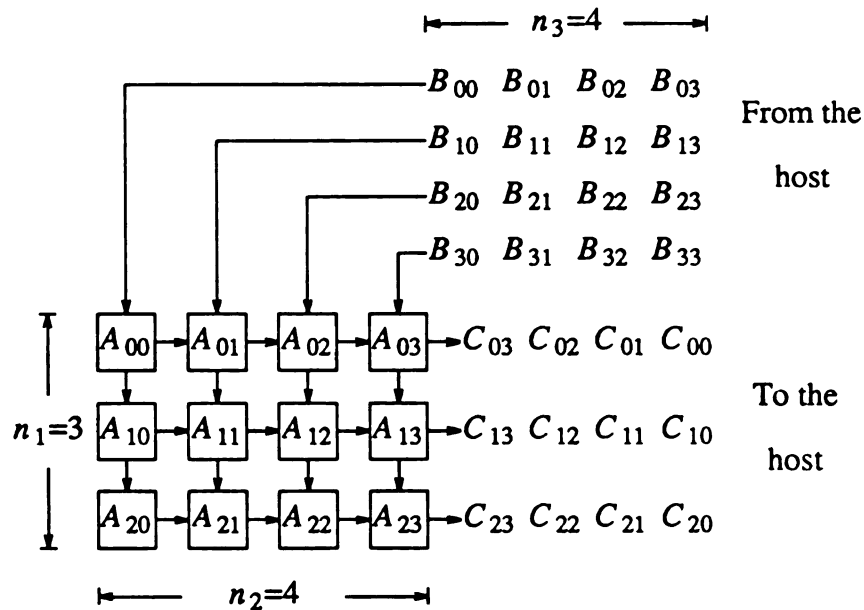 n₃=4
B₀₀ B₀₁ B₀₂ B₀₃
From the
B₁₀ B₁₁ B₁₂ B₁₃
host
B₂₀ B₂₁ B₂₂ B₂₃
B₃₀ B₃₁ B₃₂ B₃₃
A₀₀ A₀₁ A₀₂ A₀₃ C₀₃ C₀₂ C₀₁ C₀₀
To the
n₁=3 A₁₀ A₁₁ A₁₂ A₁₃ C₁₃ C₁₂ C₁₁ C₁₀
host
A₂₀ A₂₁ A₂₂ A₂₃ C₂₃ C₂₂ C₂₁ C₂₀
n₂=4